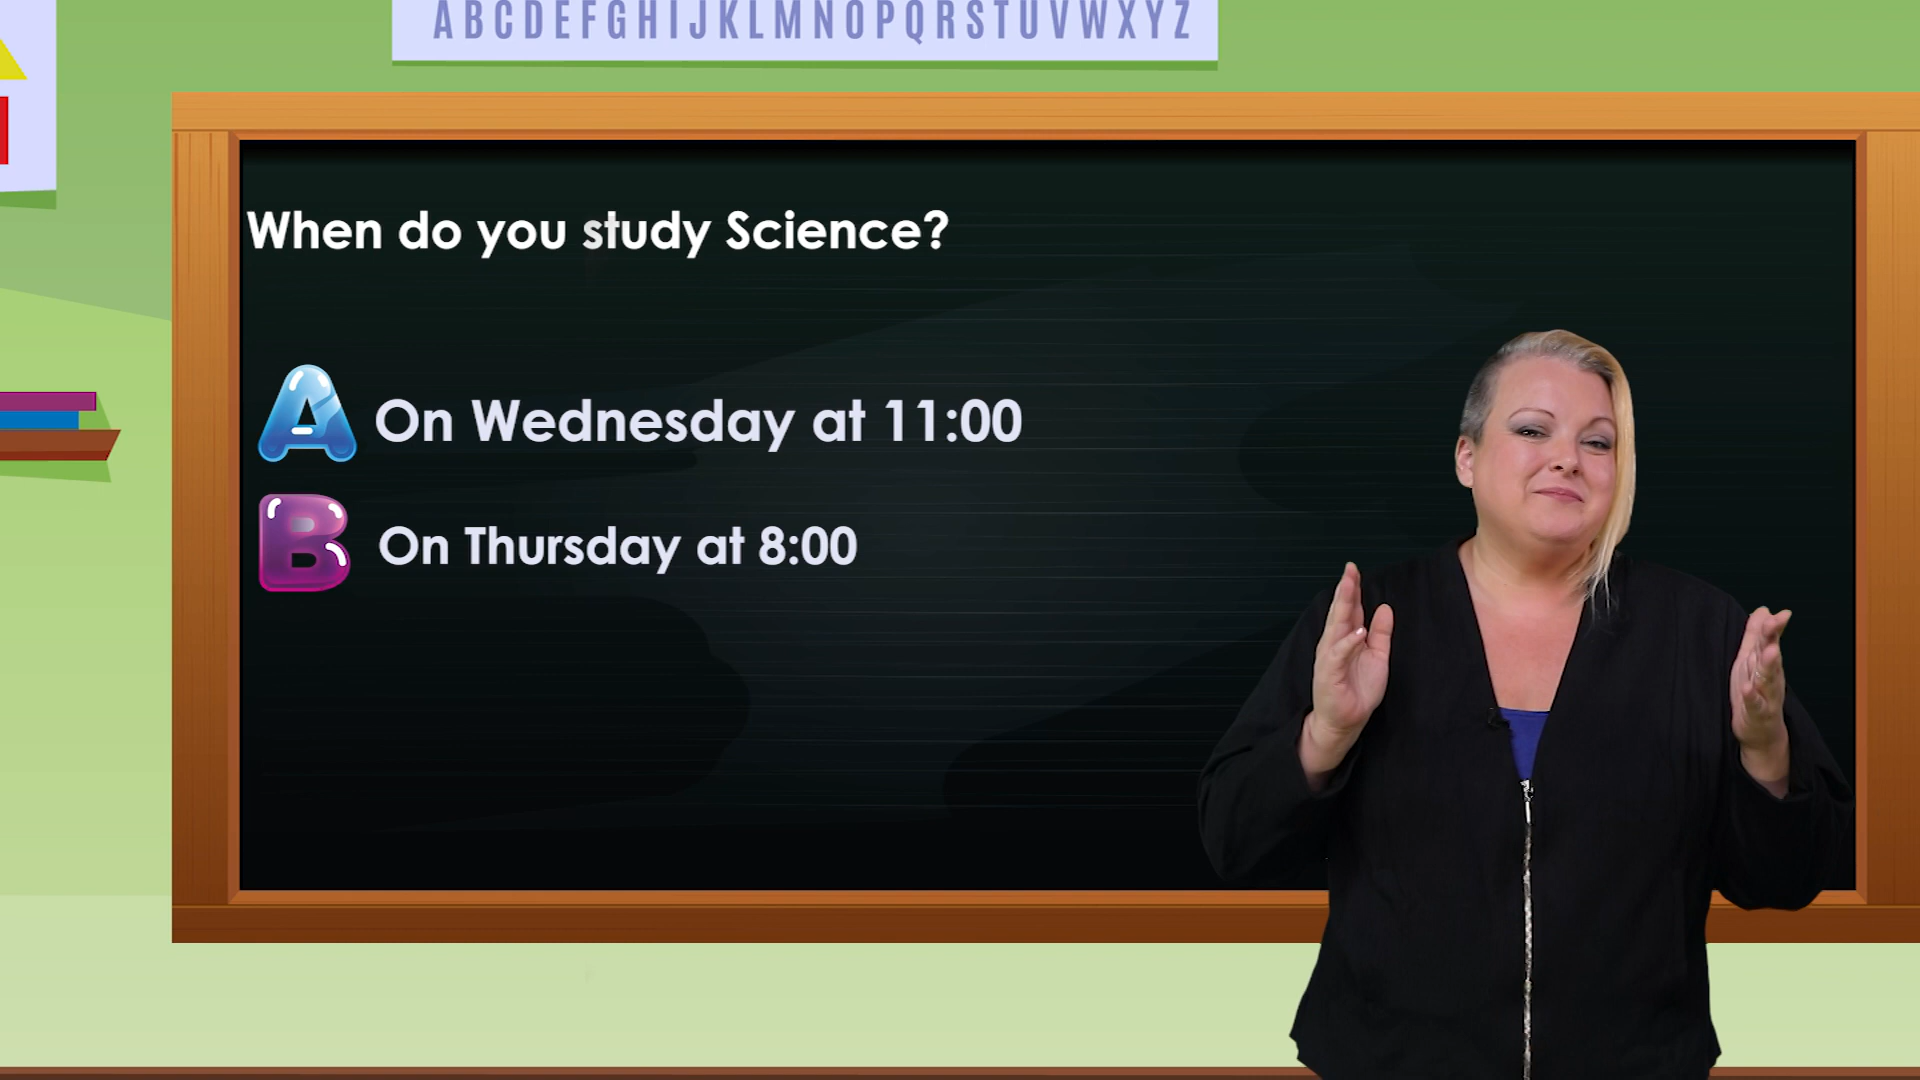 ABCDEFGHIJKLMNOPQRSTUVWXYZ
When do you study Science?
A On Wednesday at 11:00
B On Thursday at 8:00